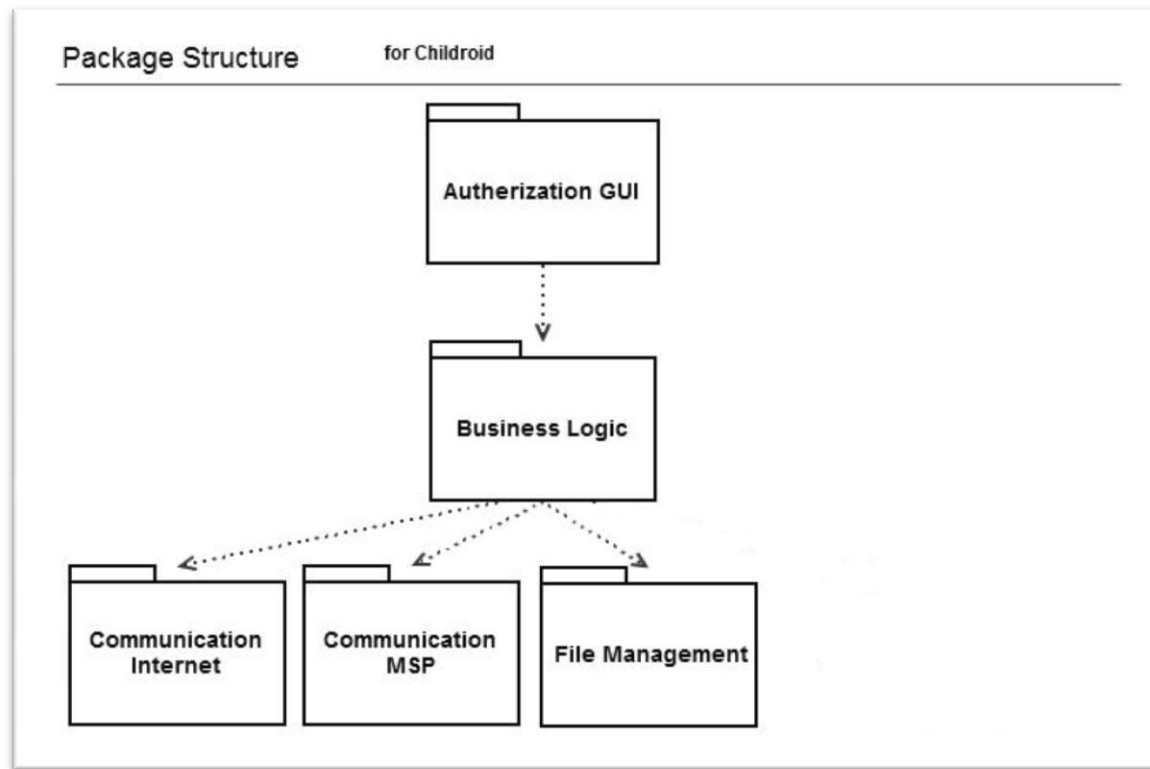 Package Structure for Childroid
Autherization GUI
Business Logic
Communication
Internet
Communication
MSP
File Management